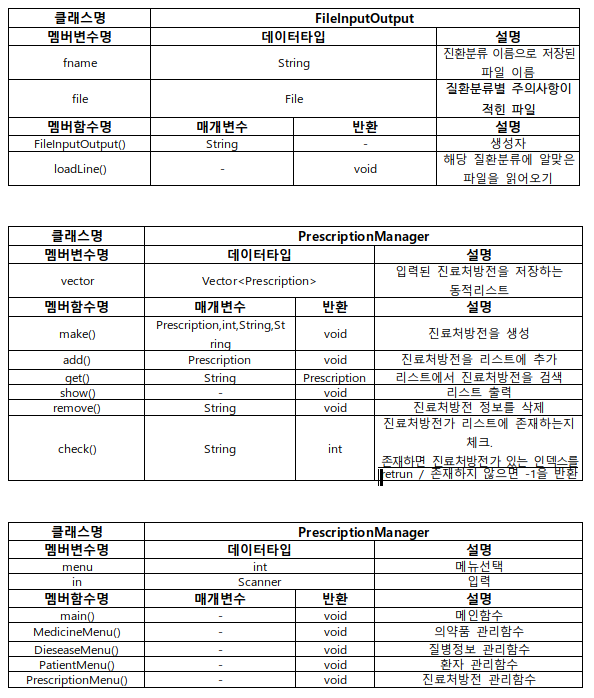 클래스명 FileInputOutput
멤버변수명 데이터타입 설명
fname String 진환분류 이름으로 저장된
파일 이름
file File 질환분류별 주의사항이
적힌 파일
멤버함수명 매개변수 반환 설명
FileInputOutput() String - 생성자
loadLine() - void 해당 질환분류에 알맞은
파일을 읽어오기
클래스명 PrescriptionManager
멤버변수명 데이터타입 설명
vector Vector<Prescription> 입력된 진료처방전을 저장하는
동적리스트
멤버함수명 매개변수 반환 설명
make() Prescription,int,String,St
ring void 진료처방전을 생성
add() Prescription void 진료처방전을 리스트에 추가
get() String Prescription 리스트에서 진료처방전을 검색
show() - void 리스트 출력
remove() String void 진료처방전 정보를 삭제
check() String int 진료처방전가 리스트에 존재하는지
체크.
존재하면 진료처방전가 있는 인덱스를
retrun / 존재하지 않으면 -1을 반환
클래스명 PrescriptionManager
멤버변수명 데이터타입 설명
menu int 메뉴선택
in Scanner 입력
멤버함수명 매개변수 반환 설명
main() - void 메인함수
MedicineMenu() - void 의약품 관리함수
DieseaseMenu() - void 질병정보 관리함수
PatientMenu() - void 환자 관리함수
PrescriptionMenu() - void 진료처방전 관리함수